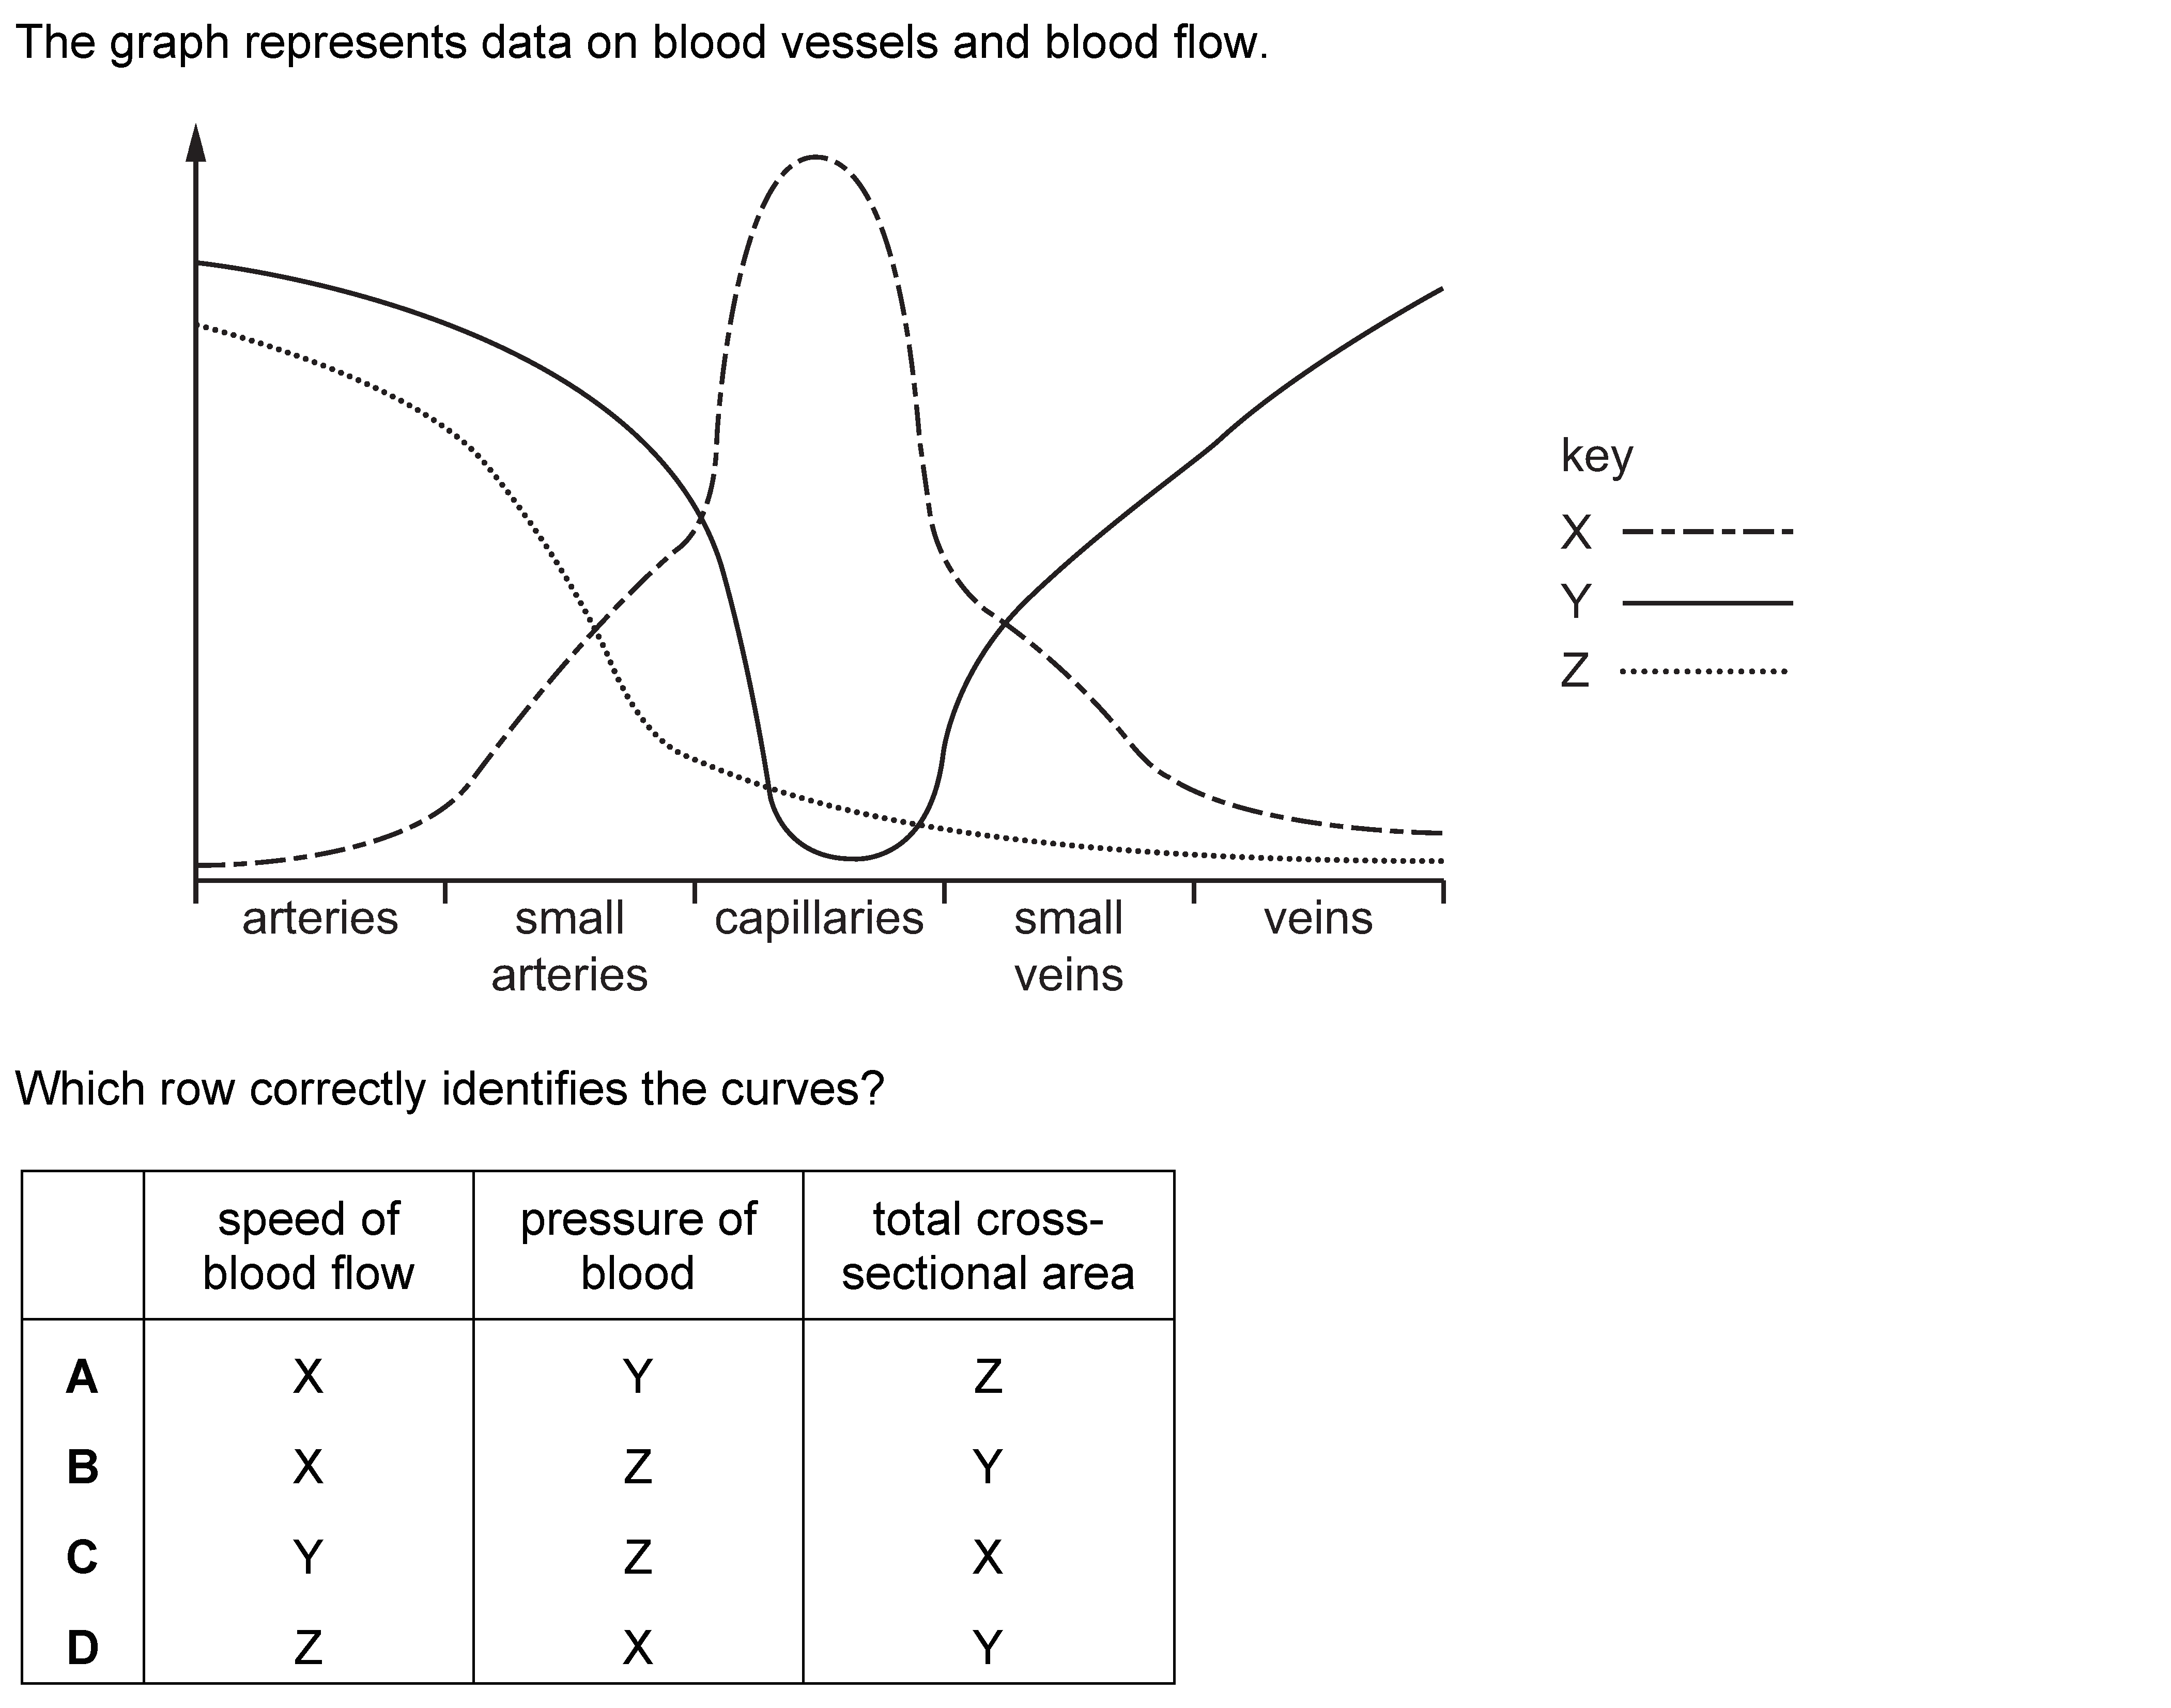 The graph represents data on blood vessels and blood flow.
key
X
Y
Z
arteries small capillaries small veins
arteries veins
Which row correctly identifies the curves?
speed of pressure of total cross-
blood flow blood sectional area
A X Y Z
B X Z Y
C Y Z X
D Z X Y